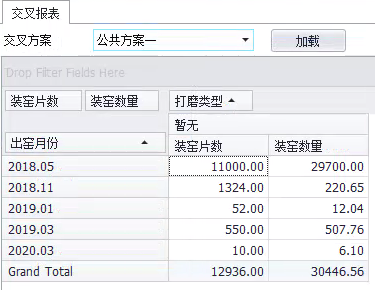 交叉报表
交叉方案 公共方案一 加载
Drop Filter Fields Here
装窑片数 装窑数量 打磨类型
暂无
出窑月份 装窑片数 装窑数量
2018.05 11000.00 29700.00
2018.11 1324.00 220.65
2019.01 52.00 12.04
2019.03 550.00 507.76
2020.03 10.00 6.10
Grand Total 12936.00 30446.56